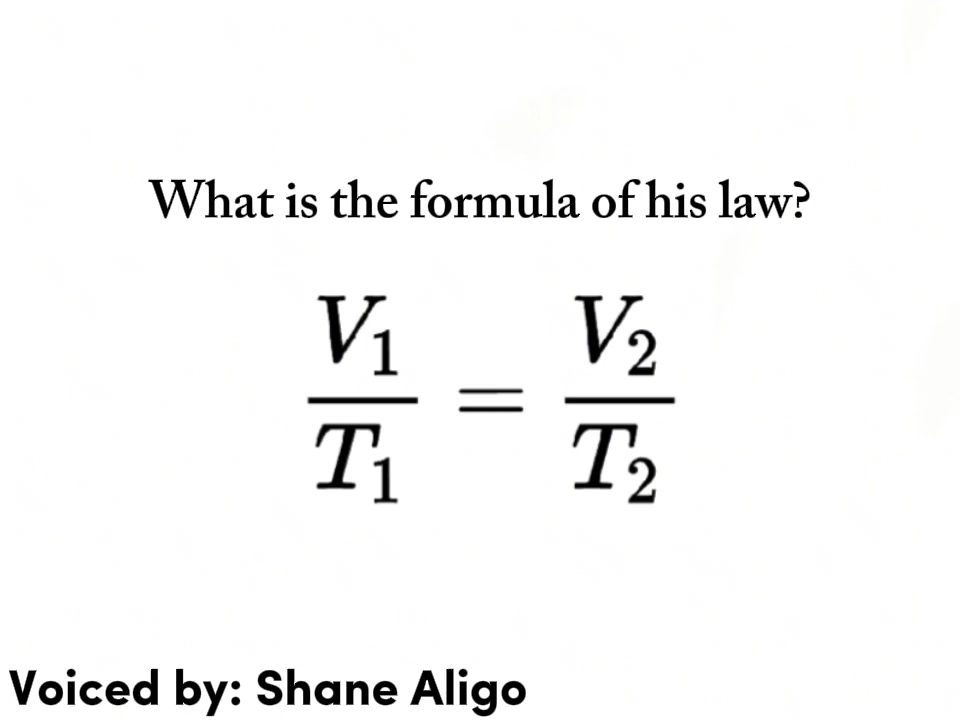 What is the formula of his law?
V₁/T₁ = V₂/T₂
Voiced by: Shane Aligo